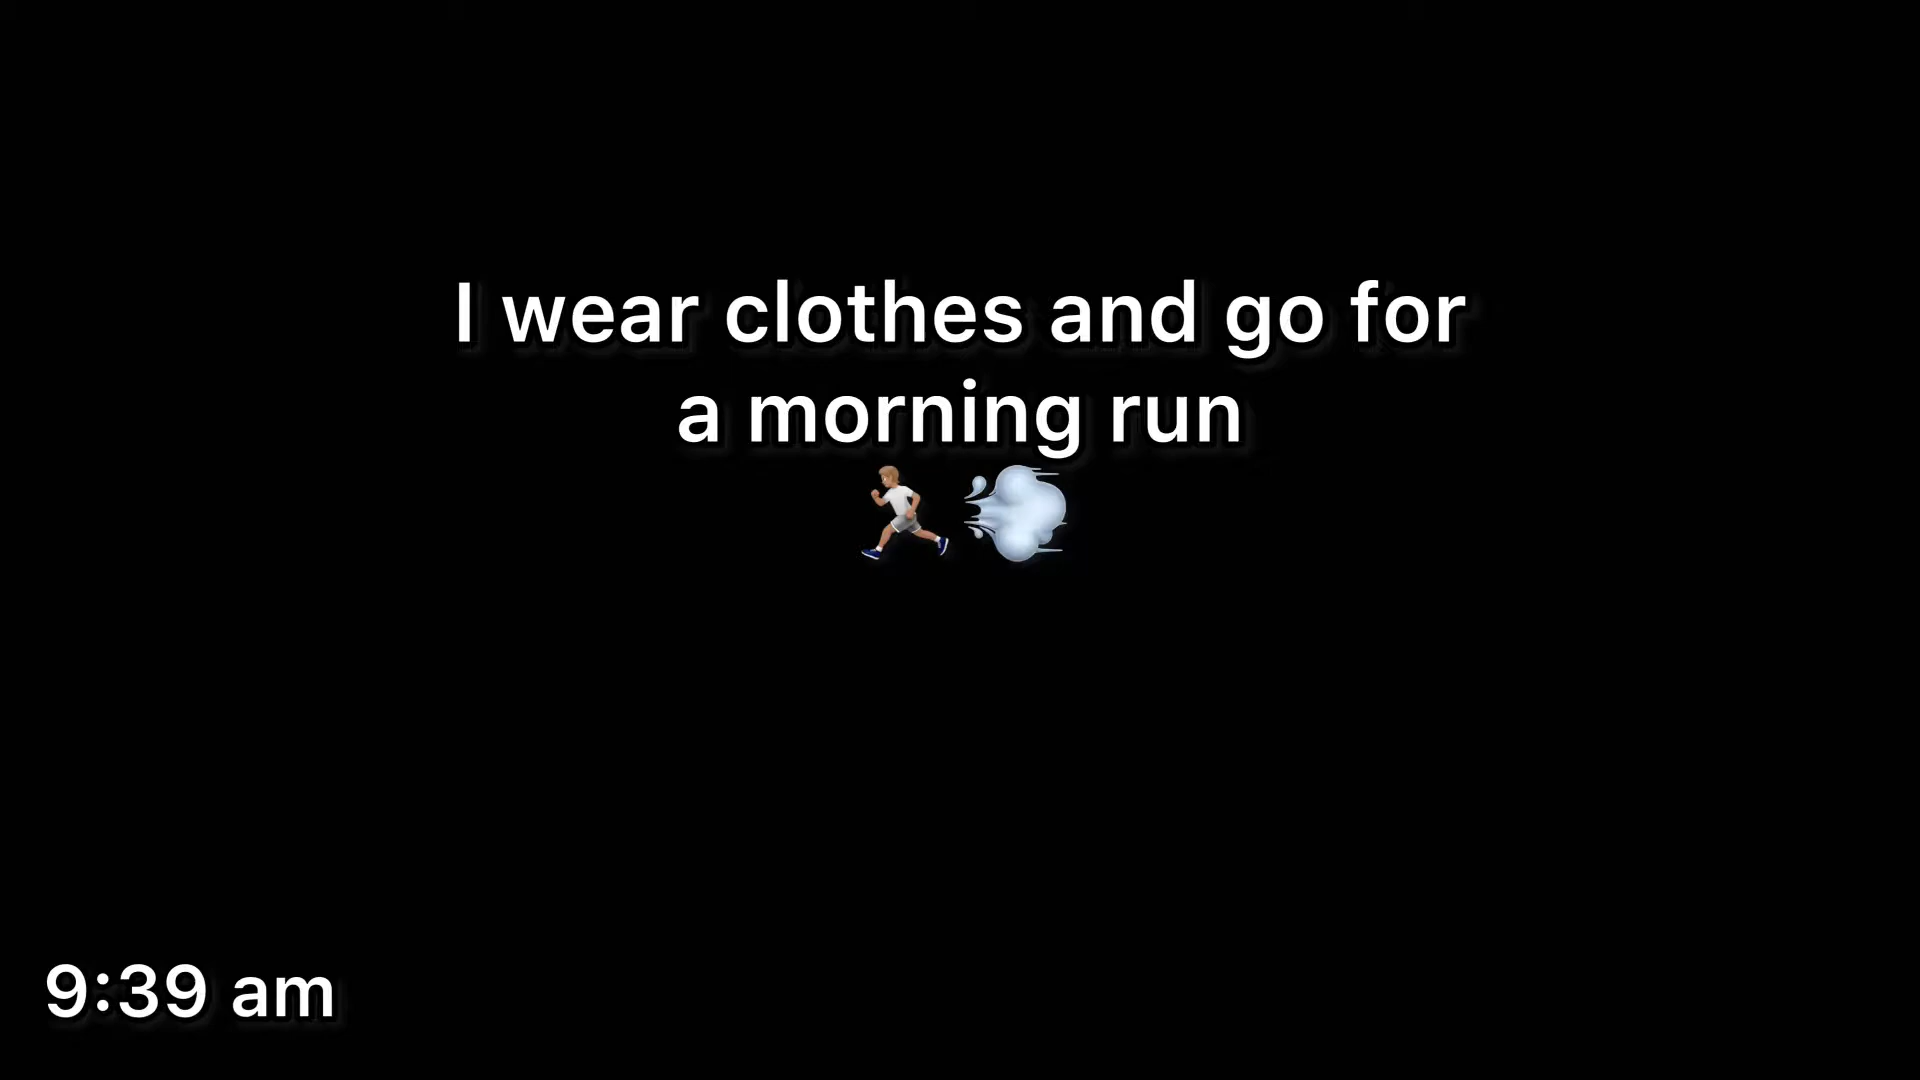 I wear clothes and go for
a morning run
🏃🏼💨
9:39 am